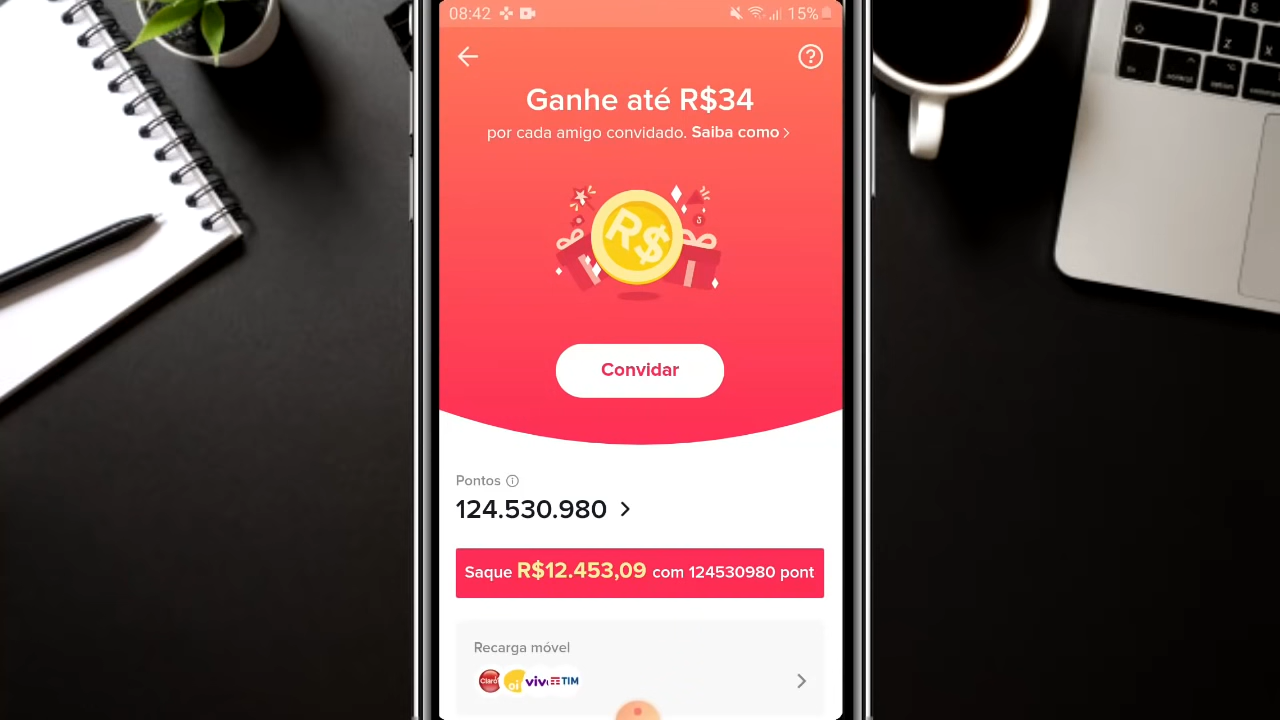 08:42
15%
Ganhe até R$34
por cada amigo convidado. Saiba como
R$
Convidar
Pontos
124.530.980
Saque R$12.453,09 com 124530980 pont
Recarga móvel
Claro oi vivo TIM